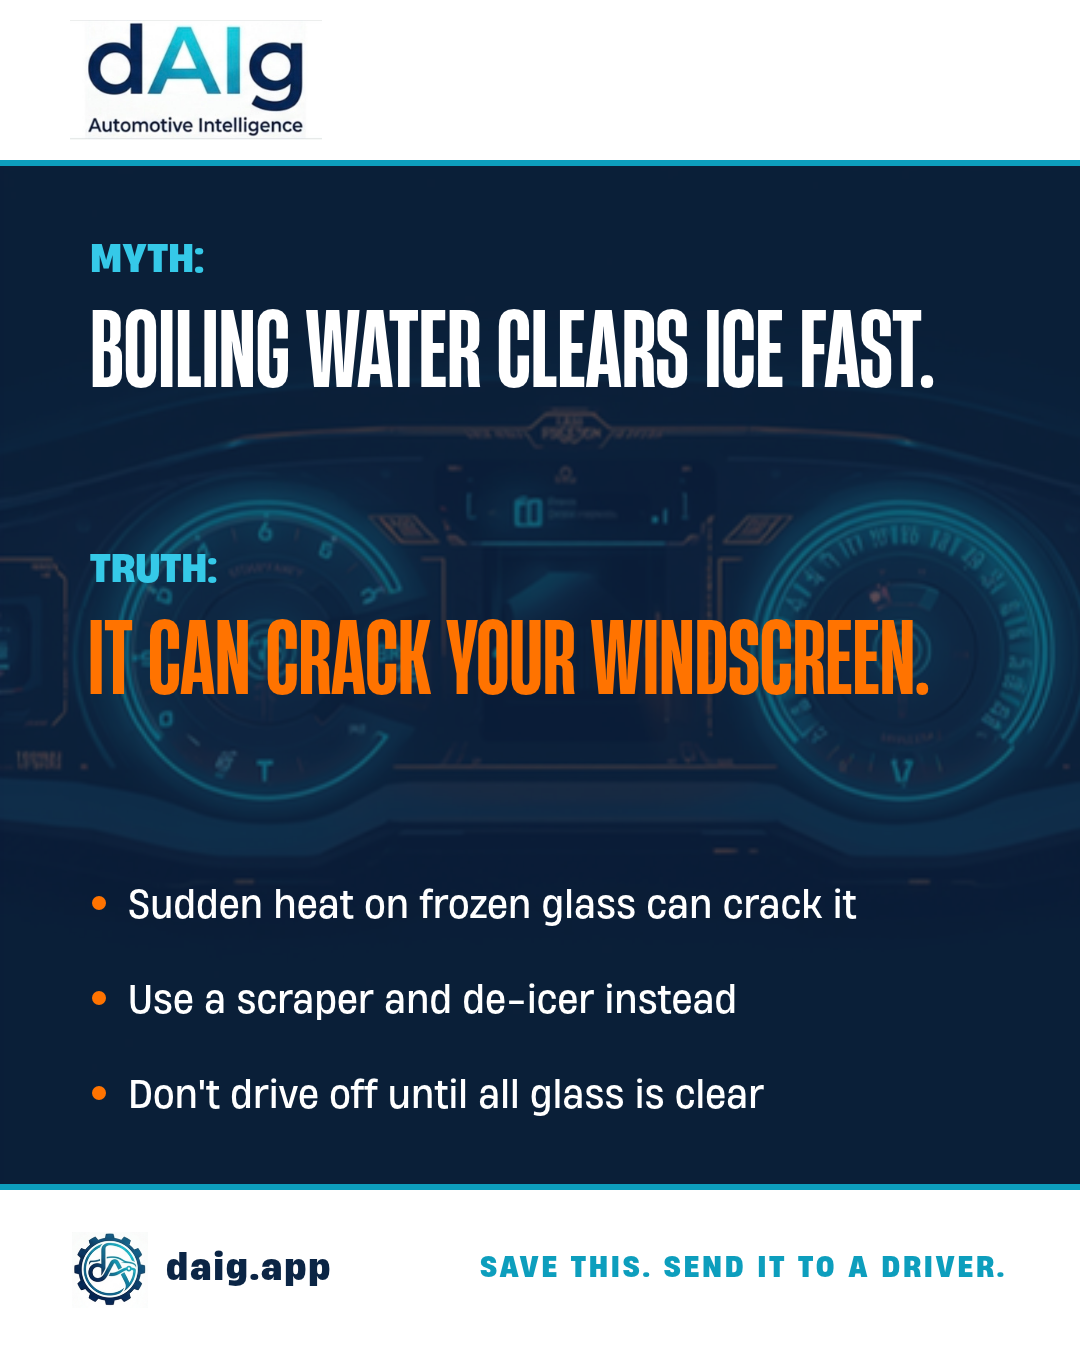 dAIg
Automotive Intelligence
MYTH:
BOILING WATER CLEARS ICE FAST.
TRUTH:
IT CAN CRACK YOUR WINDSCREEN.
Sudden heat on frozen glass can crack it
Use a scraper and de-icer instead
Don't drive off until all glass is clear
daig.app
SAVE THIS. SEND IT TO A DRIVER.